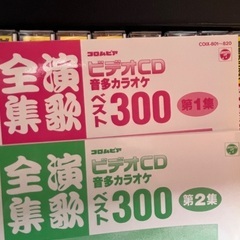 COBB-8011~820
コロムビア
演歌全集
ビデオCD
音多カラオケ
ベスト300
第1集
コロムビア
演歌全集
ビデオCD
音多カラオケ
ベスト300
第2集